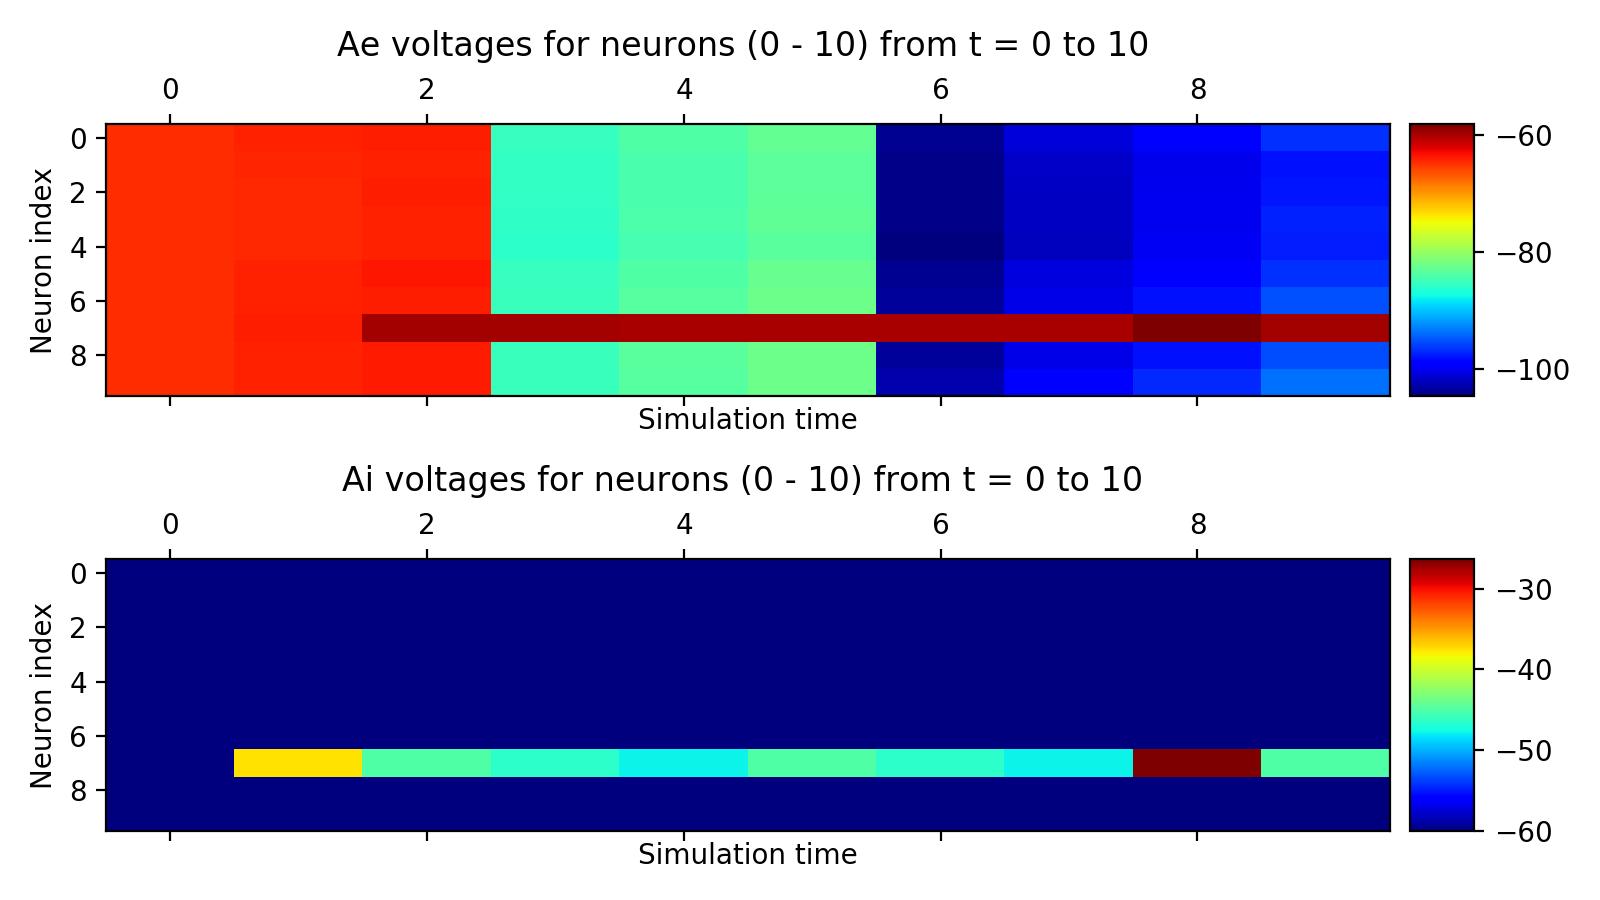 Ae voltages for neurons (0 - 10) from t = 0 to 10
0 2 4 6 8
Neuron index
0
2
4
6
8
−60
−80
−100
Simulation time
Ai voltages for neurons (0 - 10) from t = 0 to 10
0 2 4 6 8
Neuron index
0
2
4
6
8
−30
−40
−50
−60
Simulation time